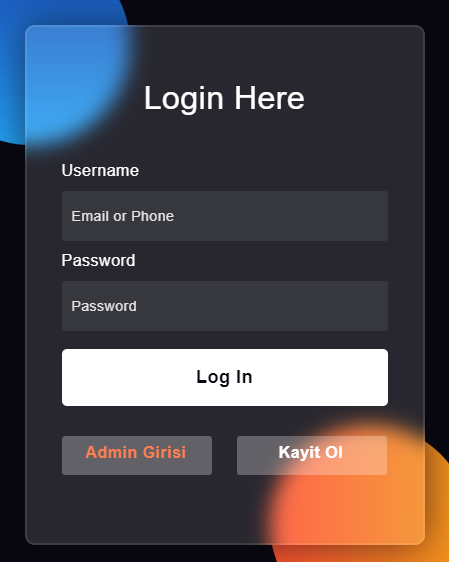 Login Here
Username
Email or Phone
Password
Password
Log In
Admin Girisi
Kayit Ol